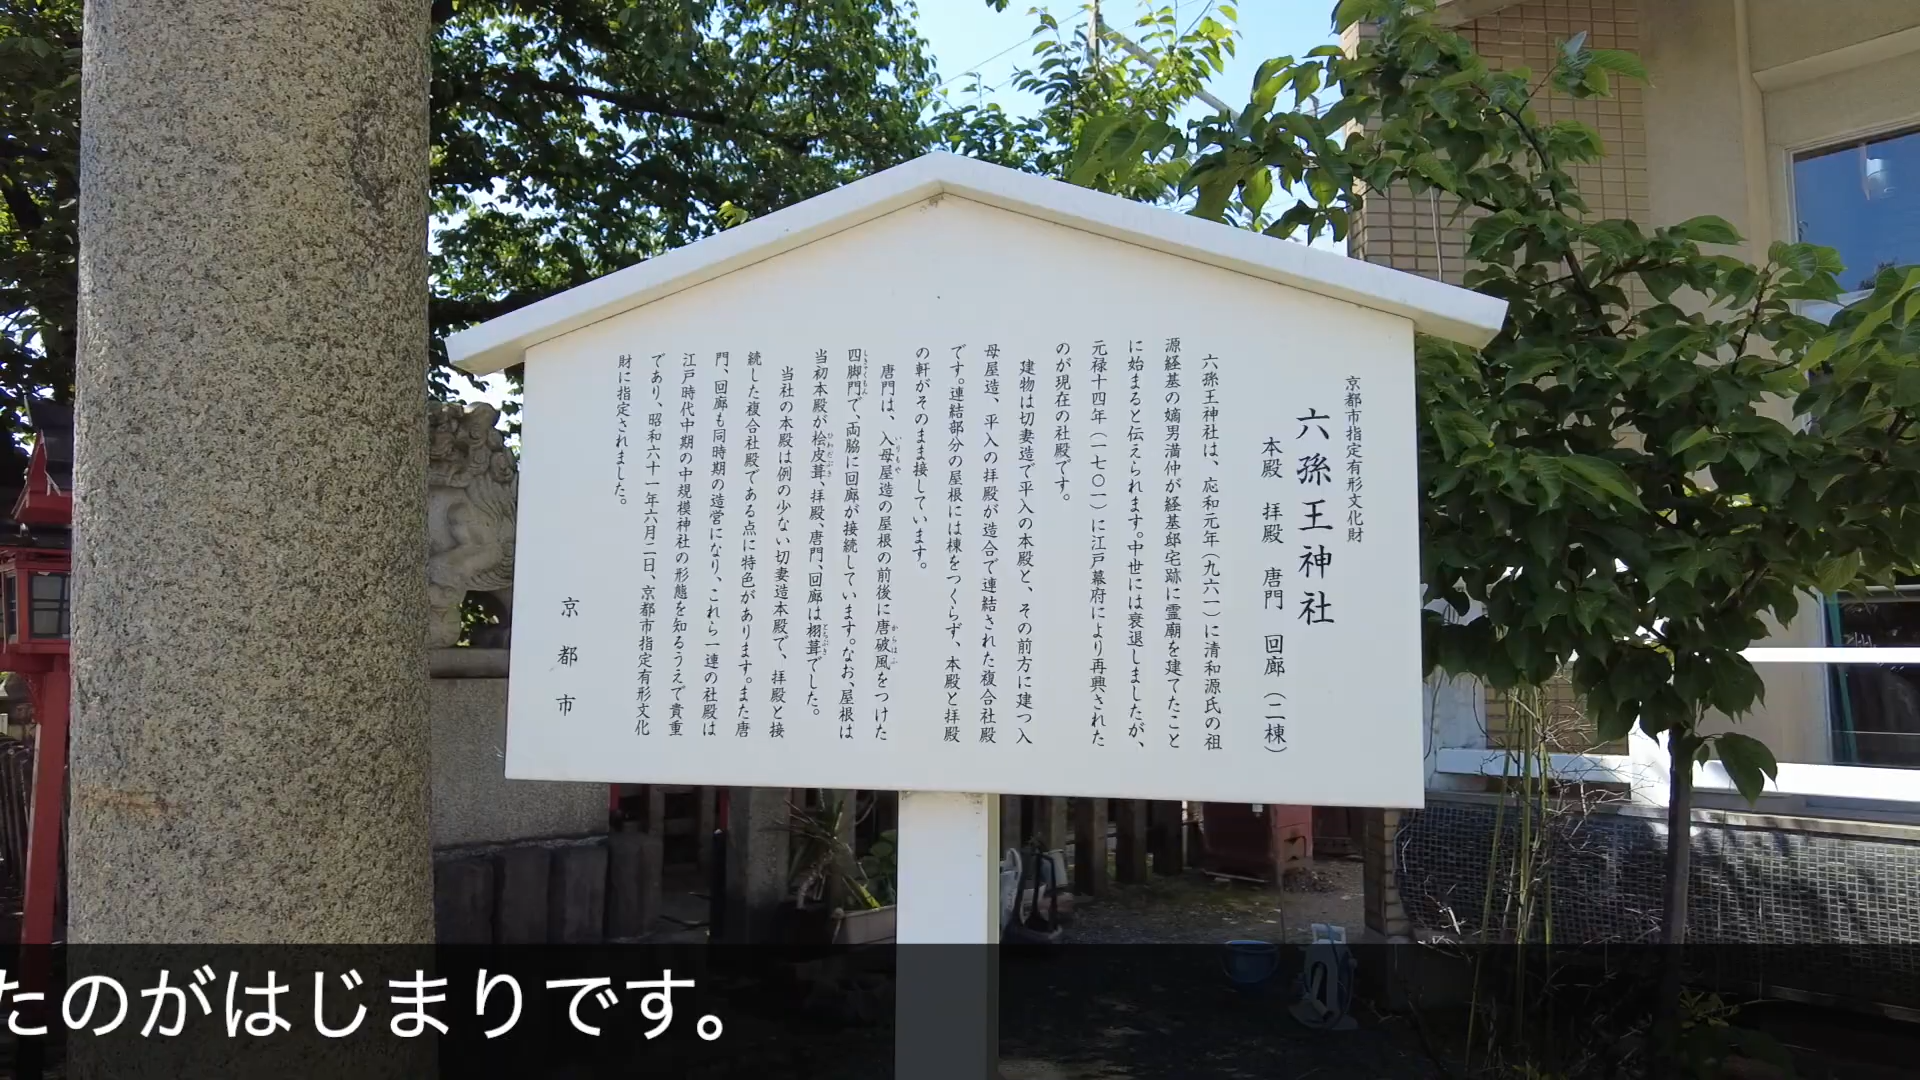 京都市指定有形文化財
六孫王神社
本殿 拝殿 唐門 回廊(二棟)
六孫王神社は、応和元年(九六一)に清和源氏の祖
源経基の嫡男満仲が経基邸宅跡に霊廟を建てたこと
に始まると伝えられます。中世には衰退しましたが、
元禄十四年(一七〇一)に江戸幕府により再興された
のが現在の社殿です。
建物は切妻造で平入の本殿と、その前方に建つ入
母屋造、平入の拝殿が造合で連結された複合社殿
です。連結部分の屋根には棟をつくらず、本殿と拝殿
の軒がそのまま接しています。
唐門は、入母屋造の屋根の前後に唐破風をつけた
四脚門で、両脇に回廊が接続しています。なお、屋根は
当初本殿が桧皮葺、拝殿、唐門、回廊は栩葺でした。
当社の本殿は例の少ない切妻造本殿で、拝殿と接
続した複合社殿である点に特色があります。また唐
門、回廊も同時期の造営になり、これら一連の社殿は
江戸時代中期の中規模神社の形態を知るうえで貴重
であり、昭和六十一年六月二日、京都市指定有形文化
財に指定されました。
京都市
たのがはじまりです。